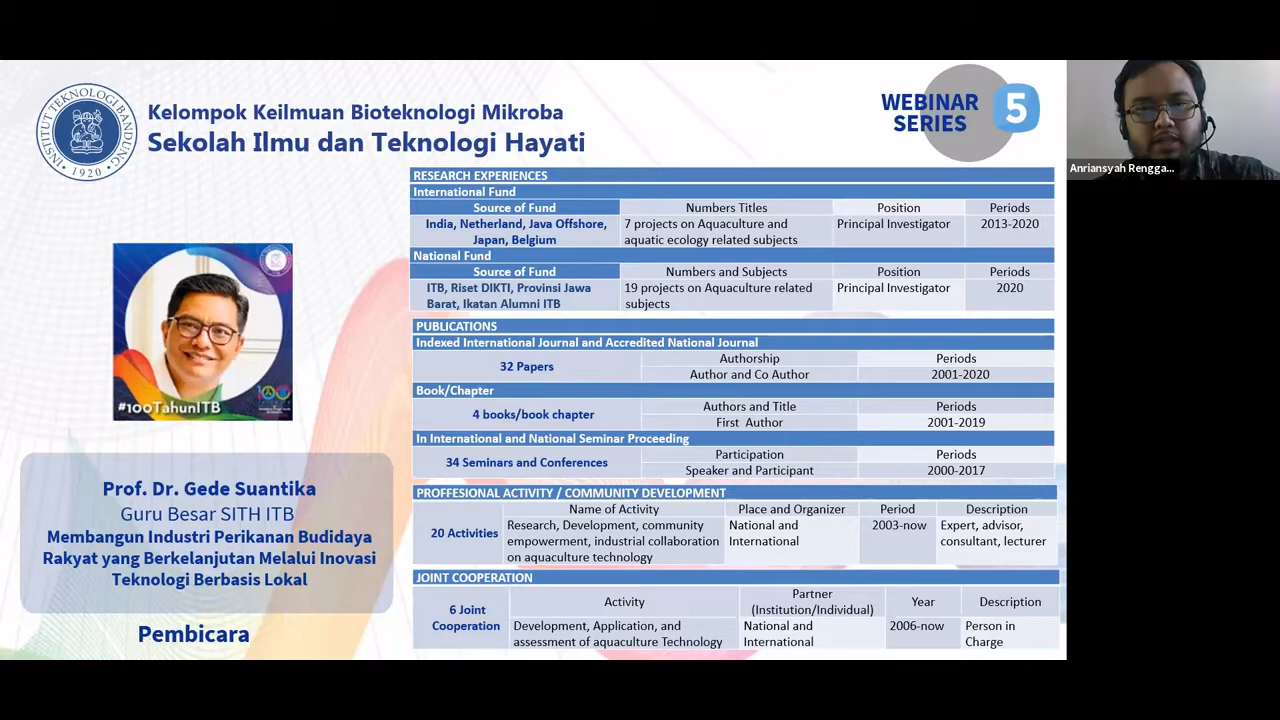 INSTITUT TEKNOLOGI BANDUNG
1920
Kelompok Keilmuan Bioteknologi Mikroba
Sekolah Ilmu dan Teknologi Hayati
WEBINAR
SERIES
5
Anriansyah Rengga...
#100TahunITB
100
Prof. Dr. Gede Suantika
Guru Besar SITH ITB
Membangun Industri Perikanan Budidaya
Rakyat yang Berkelanjutan Melalui Inovasi
Teknologi Berbasis Lokal
Pembicara
RESEARCH EXPERIENCES
International Fund
Source of Fund Numbers Titles Position Periods
India, Netherland, Java Offshore, 7 projects on Aquaculture and Principal Investigator 2013-2020
Japan, Belgium aquatic ecology related subjects
National Fund
Source of Fund Numbers and Subjects Position Periods
ITB, Riset DIKTI, Provinsi Jawa 19 projects on Aquaculture related Principal Investigator 2020
Barat, Ikatan Alumni ITB subjects
PUBLICATIONS
Indexed International Journal and Accredited National Journal
32 Papers Authorship Periods
Author and Co Author 2001-2020
Book/Chapter
4 books/book chapter Authors and Title Periods
First Author 2001-2019
In International and National Seminar Proceeding
34 Seminars and Conferences Participation Periods
Speaker and Participant 2000-2017
PROFFESIONAL ACTIVITY / COMMUNITY DEVELOPMENT
20 Activities Name of Activity Place and Organizer Period Description
Research, Development, community National and 2003-now Expert, advisor,
empowerment, industrial collaboration International consultant, lecturer
on aquaculture technology
JOINT COOPERATION
6 Joint Activity Partner Year Description
Cooperation (Institution/Individual)
Development, Application, and National and 2006-now Person in
assessment of aquaculture Technology International Charge